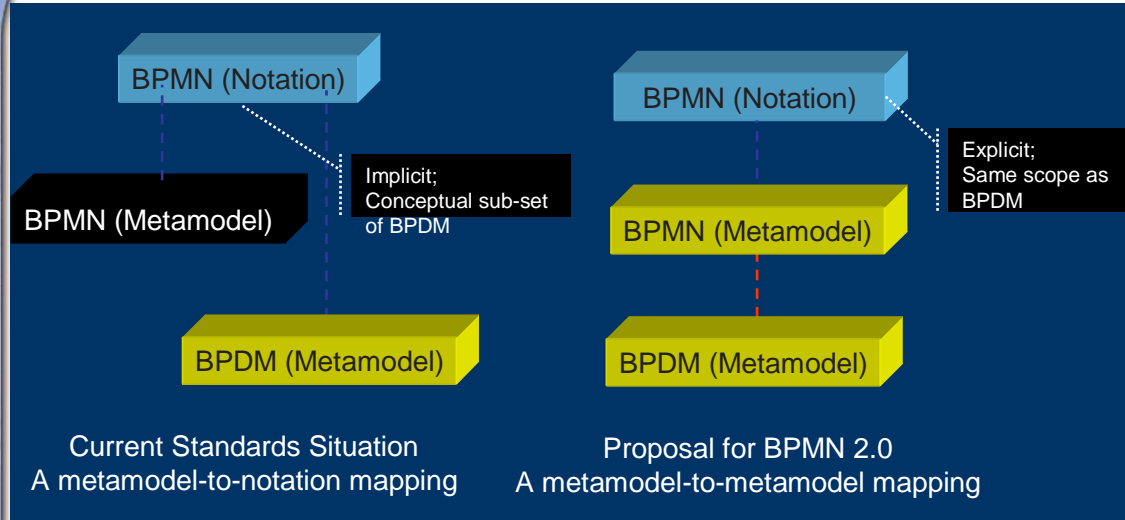 BPMN (Notation)
BPMN (Metamodel)
Implicit;
Conceptual sub-set
of BPDM
BPDM (Metamodel)
Current Standards Situation
A metamodel-to-notation mapping
BPMN (Notation)
Explicit;
Same scope as
BPDM
BPMN (Metamodel)
BPDM (Metamodel)
Proposal for BPMN 2.0
A metamodel-to-metamodel mapping